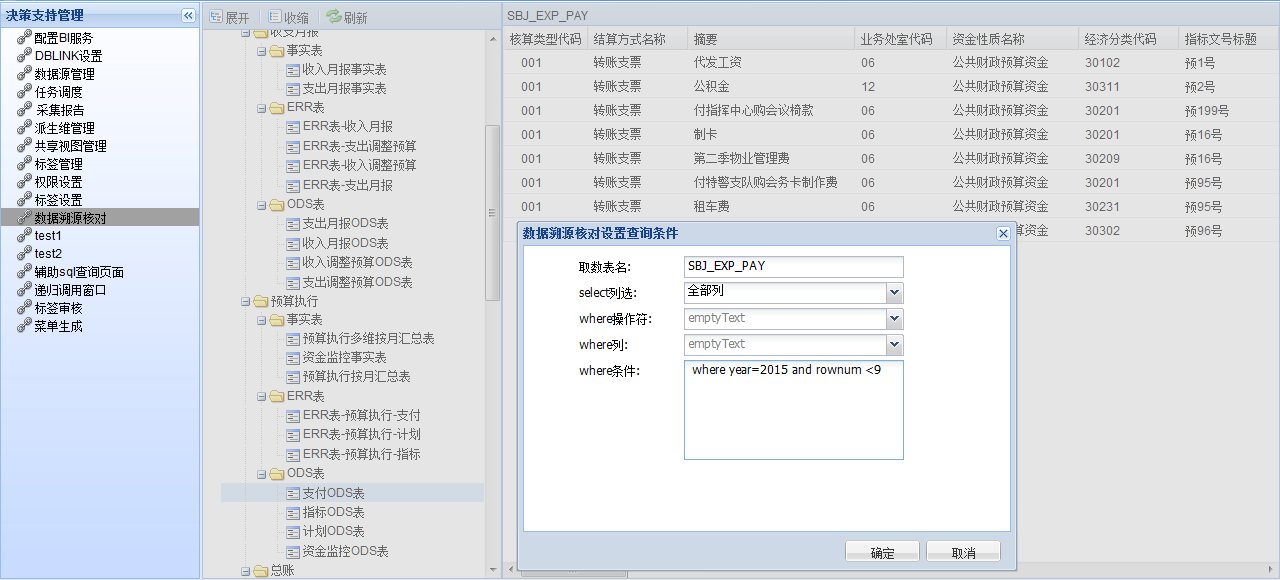 决策支持管理
配置BI服务
DBLINK设置
数据源管理
任务调度
采集报告
派生维管理
共享视图管理
标签管理
权限设置
标签设置
数据溯源核对
test1
test2
辅助sql查询页面
递归调用窗口
标签审核
菜单生成
展开 收缩 刷新
收支月报
事实表
收入月报事实表
支出月报事实表
ERR表
ERR表-收入月报
ERR表-支出调整预算
ERR表-收入调整预算
ERR表-支出月报
ODS表
支出月报ODS表
收入月报ODS表
收入调整预算ODS表
支出调整预算ODS表
预算执行
事实表
预算执行多维按月汇总表
资金监控事实表
预算执行按月汇总表
ERR表
ERR表-预算执行-支付
ERR表-预算执行-计划
ERR表-预算执行-指标
ODS表
支付ODS表
指标ODS表
计划ODS表
资金监控ODS表
总账
SBJ_EXP_PAY
核算类型代码 结算方式名称 摘要 业务处室代码 资金性质名称 经济分类代码 指标文号标题
001 转账支票 代发工资 06 公共财政预算资金 30102 预1号
001 转账支票 公积金 12 公共财政预算资金 30311 预2号
001 转账支票 付指挥中心购会议椅款 06 公共财政预算资金 30201 预199号
001 转账支票 制卡 06 公共财政预算资金 30201 预16号
001 转账支票 第二季物业管理费 06 公共财政预算资金 30209 预16号
001 转账支票 付特警支队购会务卡制作费 06 公共财政预算资金 30201 预95号
001 转账支票 租车费 06 公共财政预算资金 30231 预95号
预算资金 30302 预96号
数据溯源核对设置查询条件
取数表名: SBJ_EXP_PAY
select列选: 全部列
where操作符: emptyText
where列: emptyText
where条件: where year=2015 and rownum <9
确定 取消